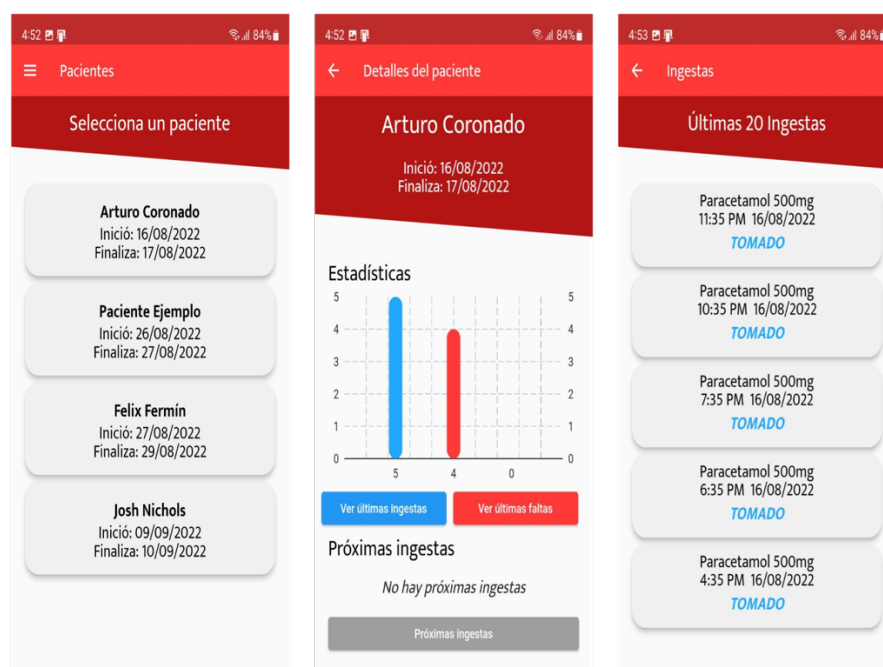 4:52
84%
Pacientes
Selecciona un paciente
Arturo Coronado
Inició: 16/08/2022
Finaliza: 17/08/2022
Paciente Ejemplo
Inició: 26/08/2022
Finaliza: 27/08/2022
Felix Fermín
Inició: 27/08/2022
Finaliza: 29/08/2022
Josh Nichols
Inició: 09/09/2022
Finaliza: 10/09/2022
4:52
84%
Detalles del paciente
Arturo Coronado
Inició: 16/08/2022
Finaliza: 17/08/2022
Estadísticas
5 5
4 4
3 3
2 2
1 1
0 0
5 4 0
Ver últimas ingestas Ver últimas faltas
Próximas ingestas
No hay próximas ingestas
Próximas Ingestas
4:53
84%
Ingestas
Últimas 20 Ingestas
Paracetamol 500mg
11:35 PM 16/08/2022
TOMADO
Paracetamol 500mg
10:35 PM 16/08/2022
TOMADO
Paracetamol 500mg
7:35 PM 16/08/2022
TOMADO
Paracetamol 500mg
6:35 PM 16/08/2022
TOMADO
Paracetamol 500mg
4:35 PM 16/08/2022
TOMADO